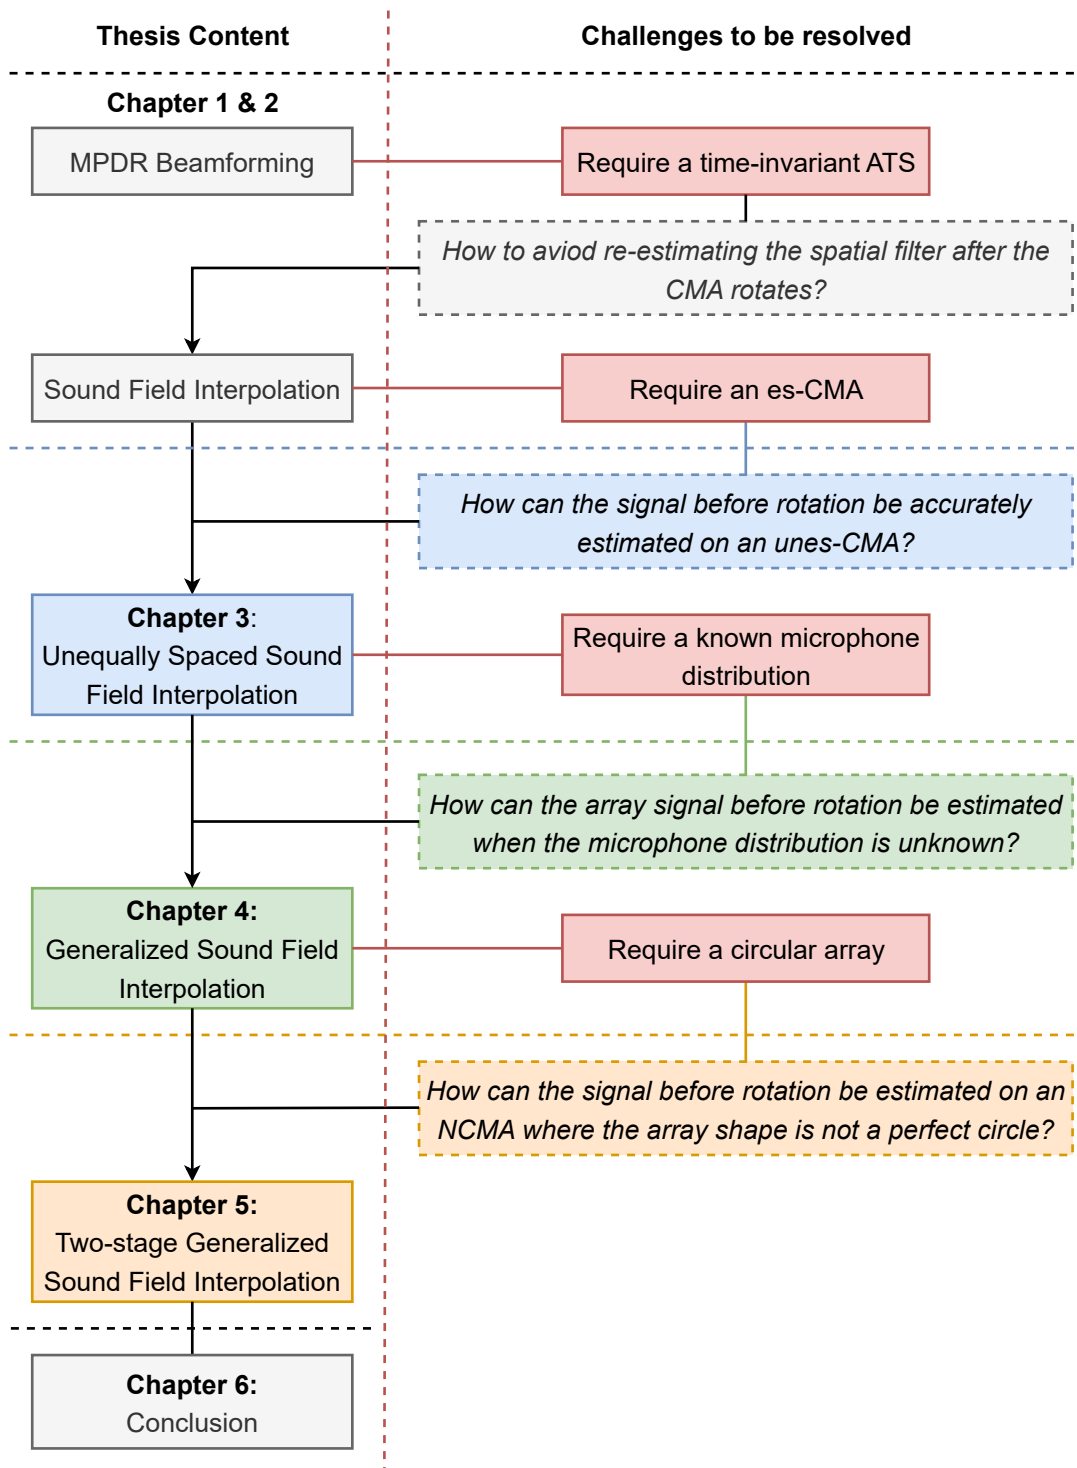 Thesis Content
Challenges to be resolved
Chapter 1 & 2
MPDR Beamforming
Require a time-invariant ATS
How to aviod re-estimating the spatial filter after the
CMA rotates?
Sound Field Interpolation
Require an es-CMA
How can the signal before rotation be accurately
estimated on an unes-CMA?
Chapter 3:
Unequally Spaced Sound
Field Interpolation
Require a known microphone
distribution
How can the array signal before rotation be estimated
when the microphone distribution is unknown?
Chapter 4:
Generalized Sound Field
Interpolation
Require a circular array
How can the signal before rotation be estimated on an
NCMA where the array shape is not a perfect circle?
Chapter 5:
Two-stage Generalized
Sound Field Interpolation
Chapter 6:
Conclusion